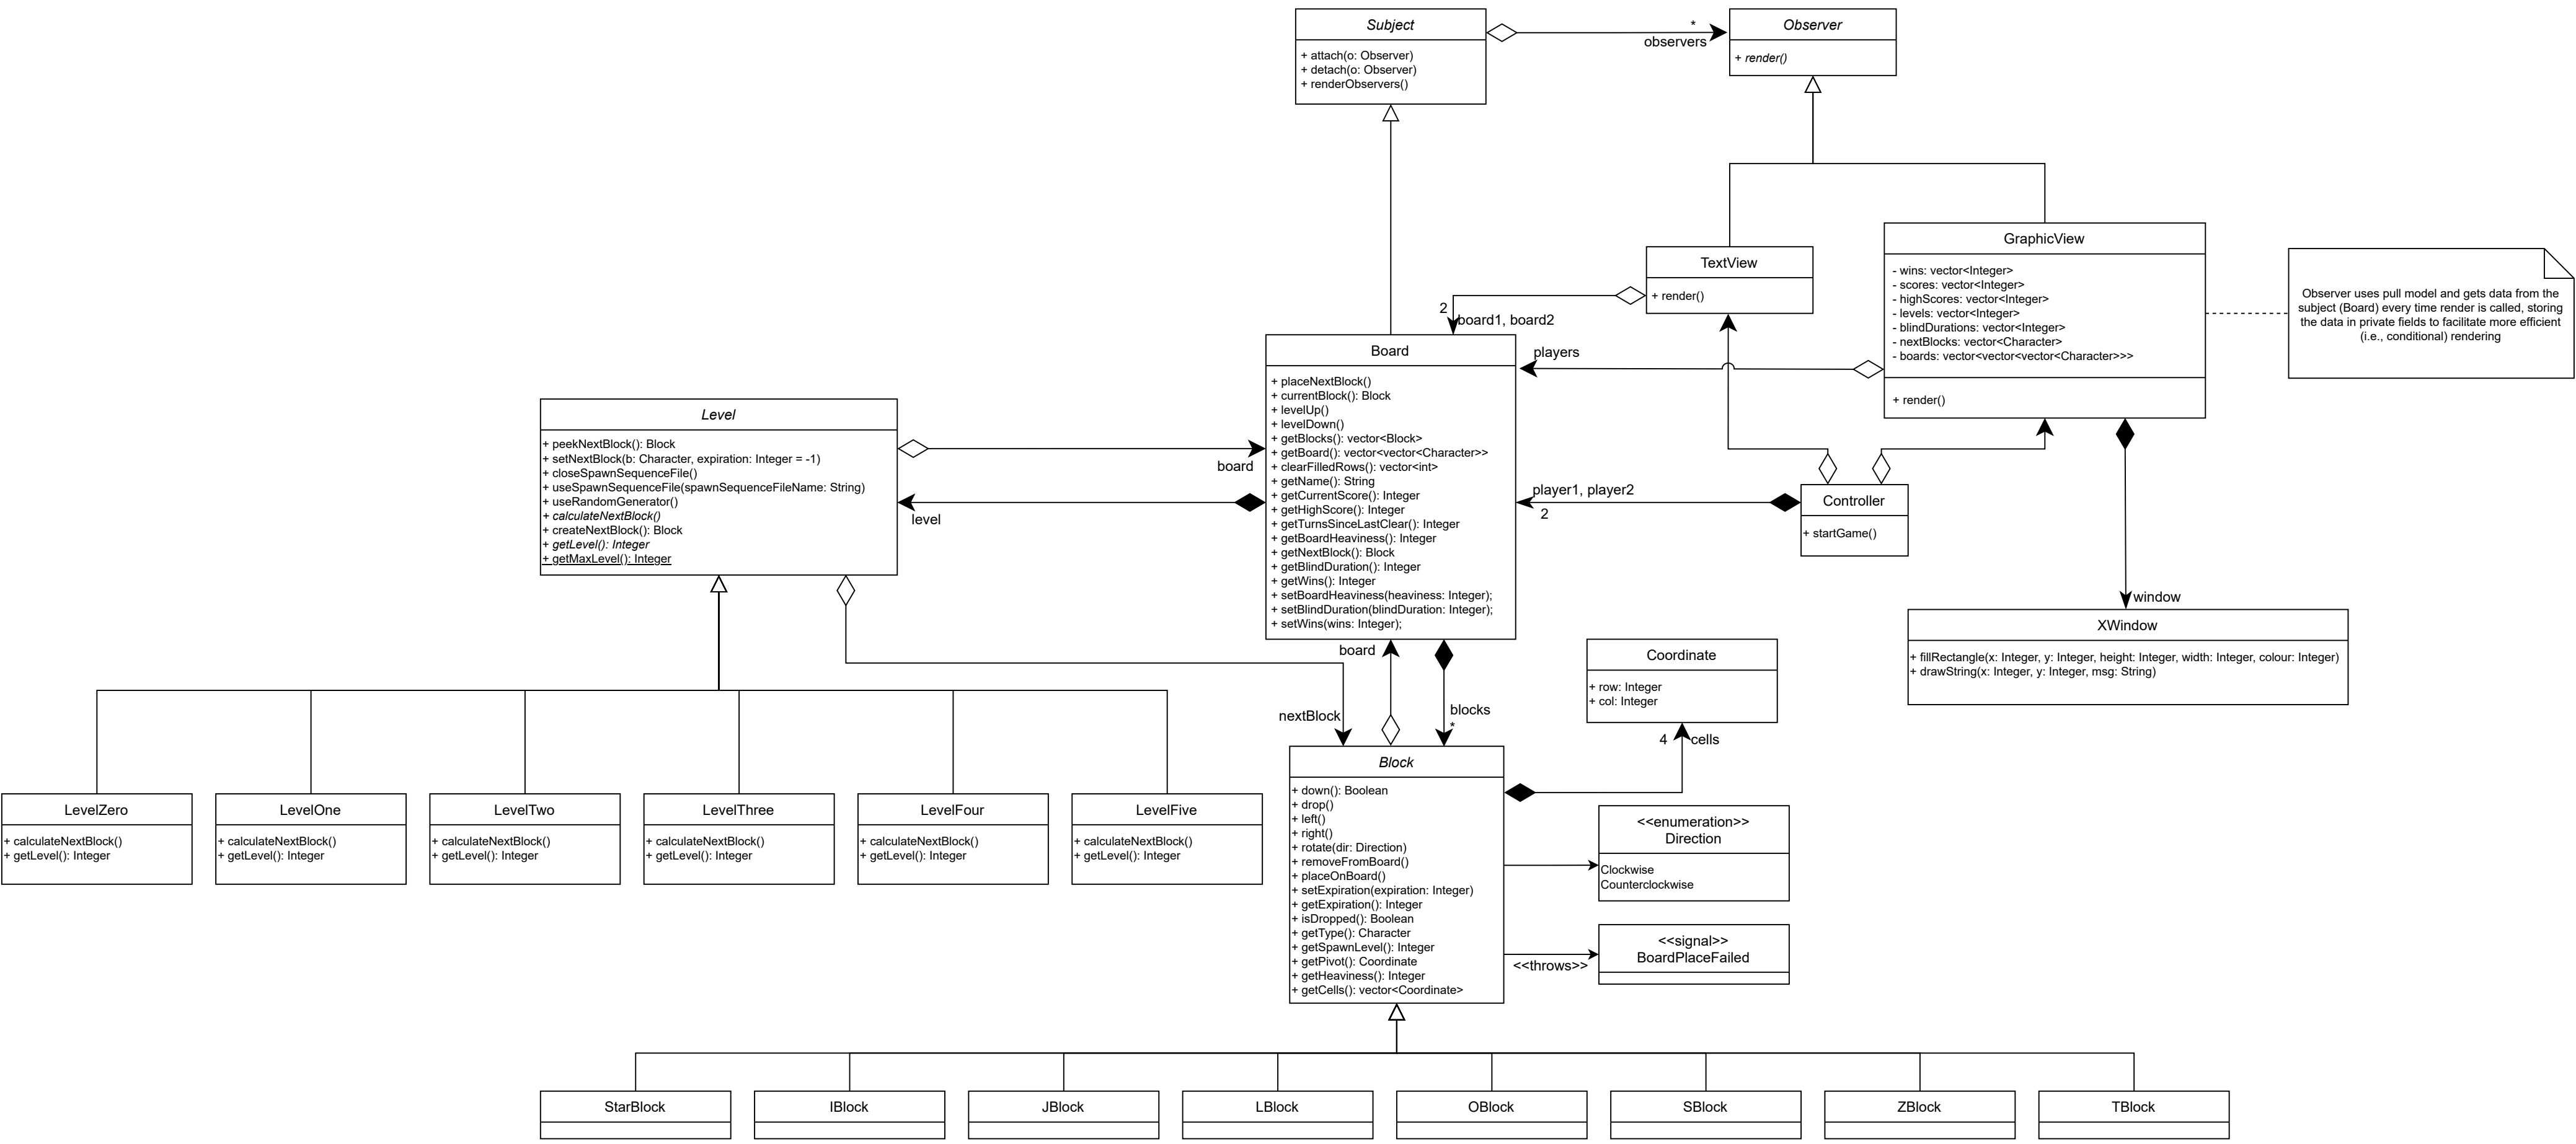 Subject
+ attach(o: Observer)
+ detach(o: Observer)
+ renderObservers()
*
observers
Observer
+ render()
GraphicView
- wins: vector<Integer>
- scores: vector<Integer>
- highScores: vector<Integer>
- levels: vector<Integer>
- blindDurations: vector<Integer>
- nextBlocks: vector<Character>
- boards: vector<vector<vector<Character>>>
+ render()
Observer uses pull model and gets data from the
subject (Board) every time render is called, storing
the data in private fields to facilitate more efficient
(i.e., conditional) rendering
TextView
+ render()
2
board1, board2
players
Board
+ placeNextBlock()
+ currentBlock(): Block
+ levelUp()
+ levelDown()
+ getBlocks(): vector<Block>
+ getBoard(): vector<vector<Character>>
+ clearFilledRows(): vector<int>
+ getName(): String
+ getCurrentScore(): Integer
+ getHighScore(): Integer
+ getTurnsSinceLastClear(): Integer
+ getBoardHeaviness(): Integer
+ getNextBlock(): Block
+ getBlindDuration(): Integer
+ getWins(): Integer
+ setBoardHeaviness(heaviness: Integer);
+ setBlindDuration(blindDuration: Integer);
+ setWins(wins: Integer);
Level
+ peekNextBlock(): Block
+ setNextBlock(b: Character, expiration: Integer = -1)
+ closeSpawnSequenceFile()
+ useSpawnSequenceFile(spawnSequenceFileName: String)
+ useRandomGenerator()
+ calculateNextBlock()
+ createNextBlock(): Block
+ getLevel(): Integer
+ getMaxLevel(): Integer
board
level
player1, player2
2
Controller
+ startGame()
window
XWindow
+ fillRectangle(x: Integer, y: Integer, height: Integer, width: Integer, colour: Integer)
+ drawString(x: Integer, y: Integer, msg: String)
board
nextBlock
blocks
*
Coordinate
+ row: Integer
+ col: Integer
4
cells
Block
+ down(): Boolean
+ drop()
+ left()
+ right()
+ rotate(dir: Direction)
+ removeFromBoard()
+ placeOnBoard()
+ setExpiration(expiration: Integer)
+ getExpiration(): Integer
+ isDropped(): Boolean
+ getType(): Character
+ getSpawnLevel(): Integer
+ getPivot(): Coordinate
+ getHeaviness(): Integer
+ getCells(): vector<Coordinate>
<<enumeration>>
Direction
Clockwise
Counterclockwise
<<throws>>
<<signal>>
BoardPlaceFailed
LevelZero
+ calculateNextBlock()
+ getLevel(): Integer
LevelOne
+ calculateNextBlock()
+ getLevel(): Integer
LevelTwo
+ calculateNextBlock()
+ getLevel(): Integer
LevelThree
+ calculateNextBlock()
+ getLevel(): Integer
LevelFour
+ calculateNextBlock()
+ getLevel(): Integer
LevelFive
+ calculateNextBlock()
+ getLevel(): Integer
StarBlock
IBlock
JBlock
LBlock
OBlock
SBlock
ZBlock
TBlock